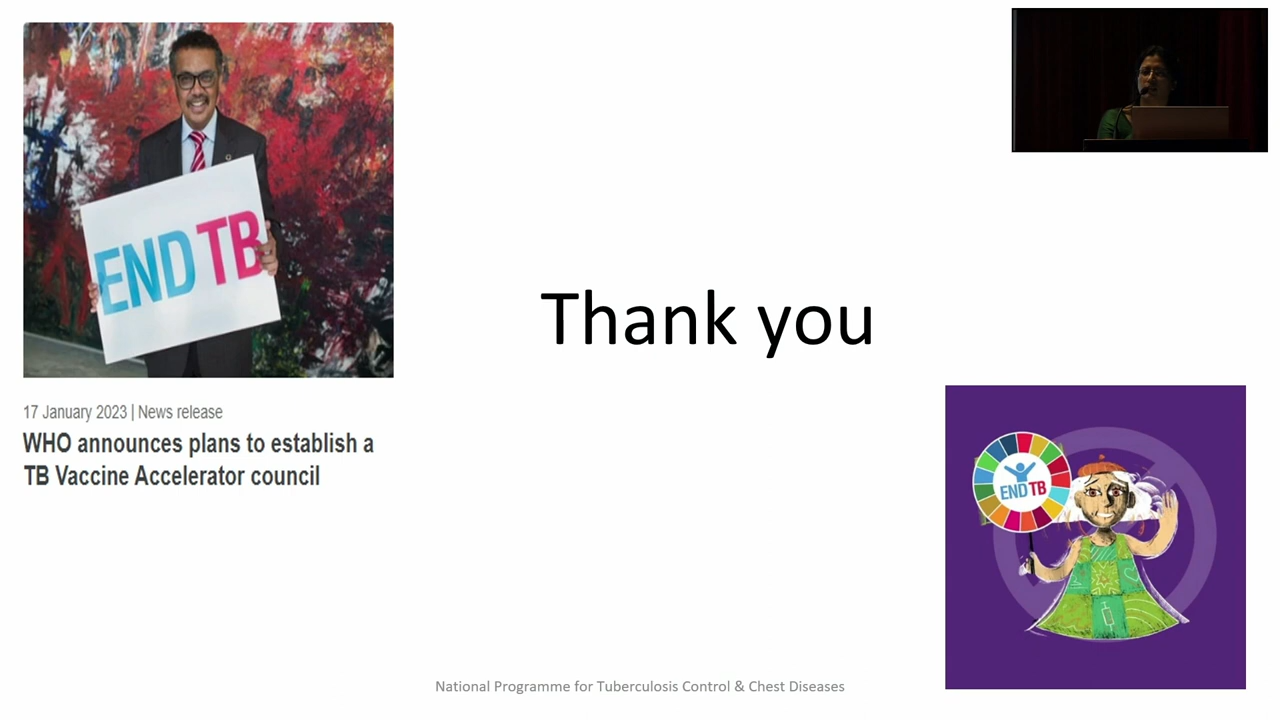 END TB
17 January 2023 | News release
WHO announces plans to establish a
TB Vaccine Accelerator council
Thank you
END TB
National Programme for Tuberculosis Control & Chest Diseases